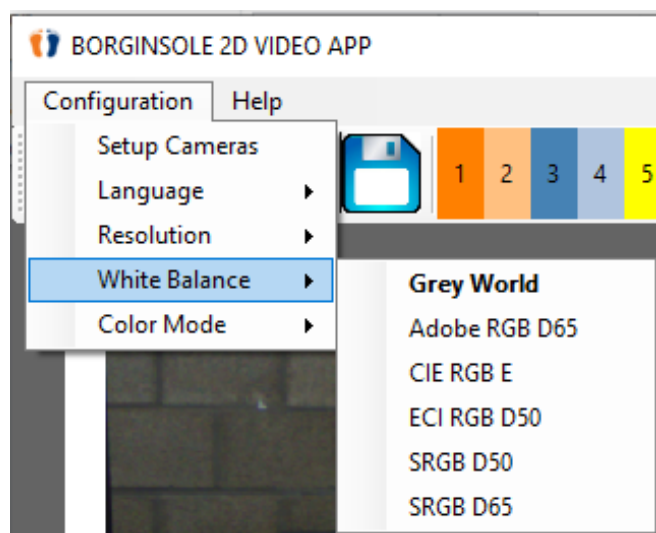 BORGINSOLE 2D VIDEO APP
Configuration Help
Setup Cameras
Language
Resolution
White Balance
Color Mode
1 2 3 4 5
Grey World
Adobe RGB D65
CIE RGB E
ECI RGB D50
SRGB D50
SRGB D65